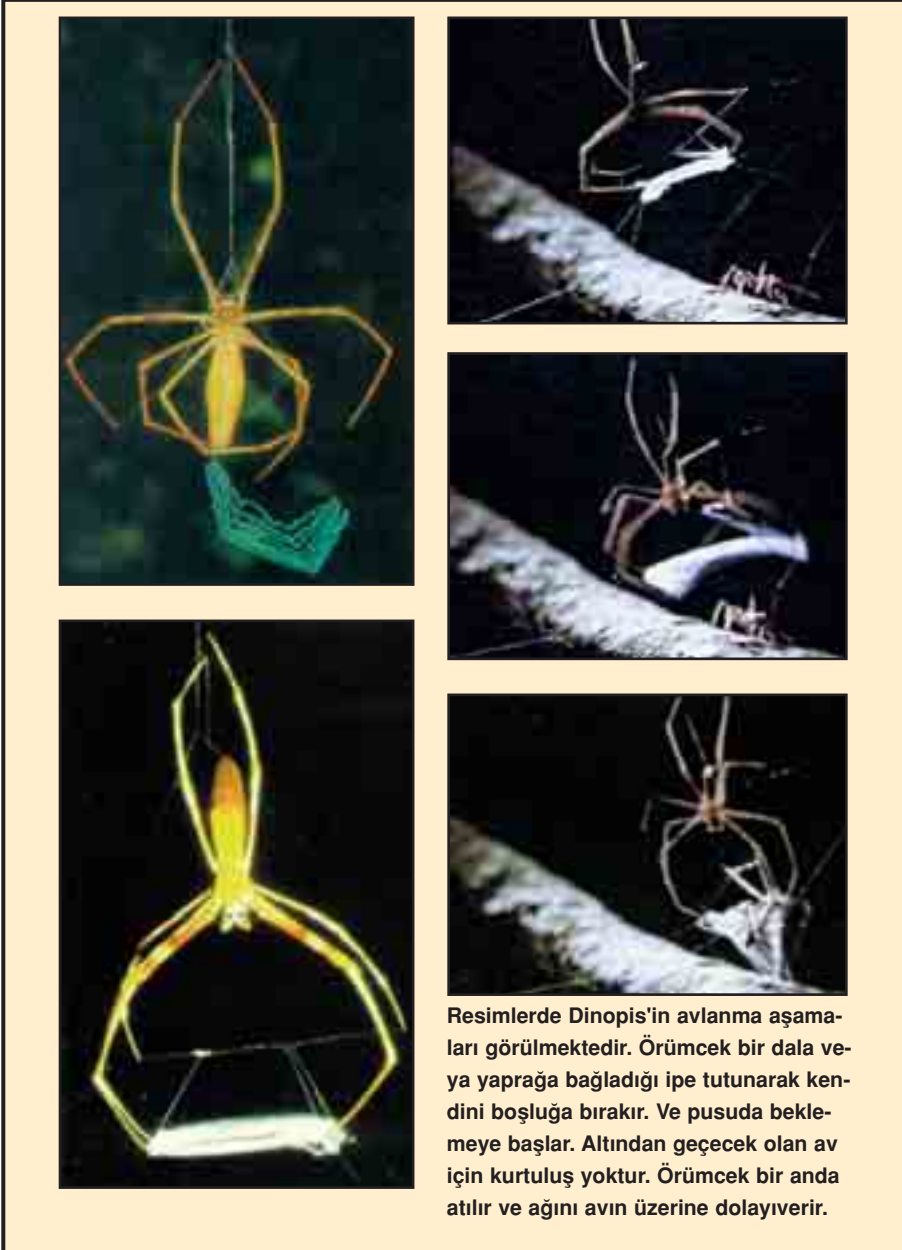 Resimlerde Dinopis'in avlanma aşama-
ları görülmektedir. Örümcek bir dala ve-
ya yaprağa bağladığı ipe tutunarak ken-
dini boşluğa bırakır. Ve pusuda bekle-
meye başlar. Altından geçecek olan av
için kurtuluş yoktur. Örümcek bir anda
atılır ve ağını avın üzerine dolayıverir.